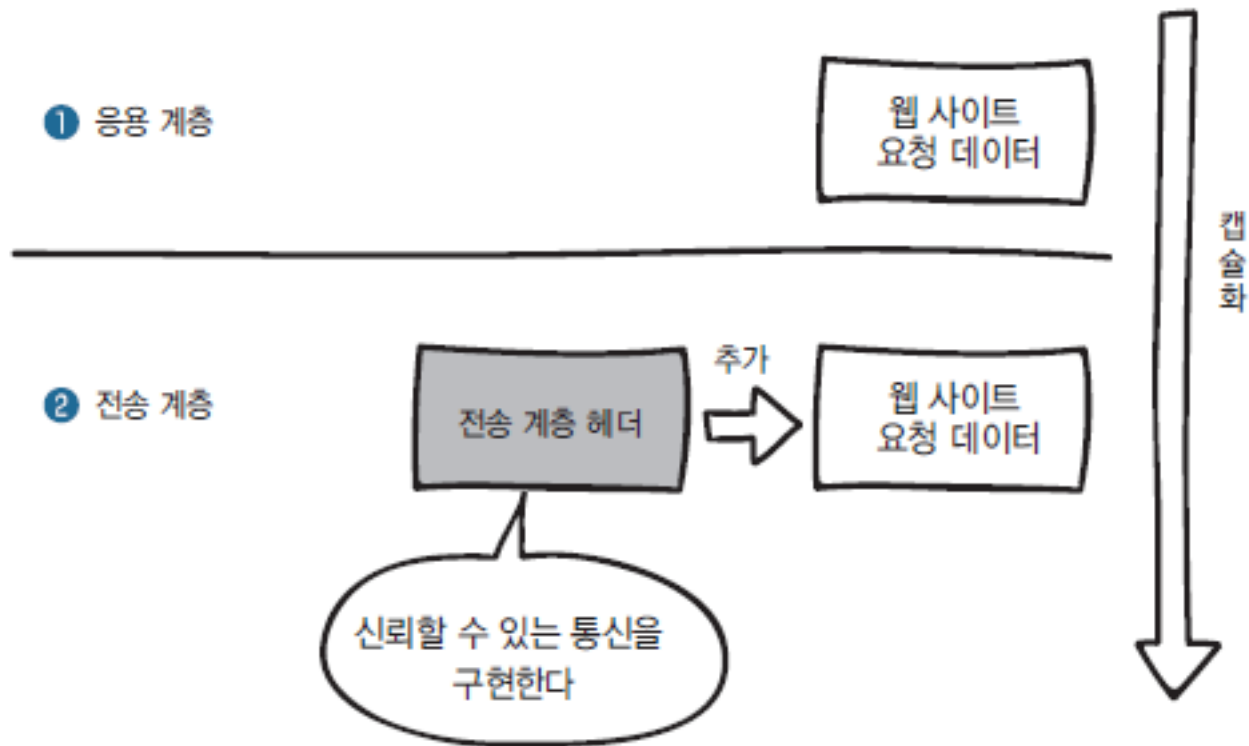 1 응용 계층
웹 사이트
요청 데이터
캡슐화
2 전송 계층
전송 계층 헤더
추가
웹 사이트
요청 데이터
신뢰할 수 있는 통신을
구현한다